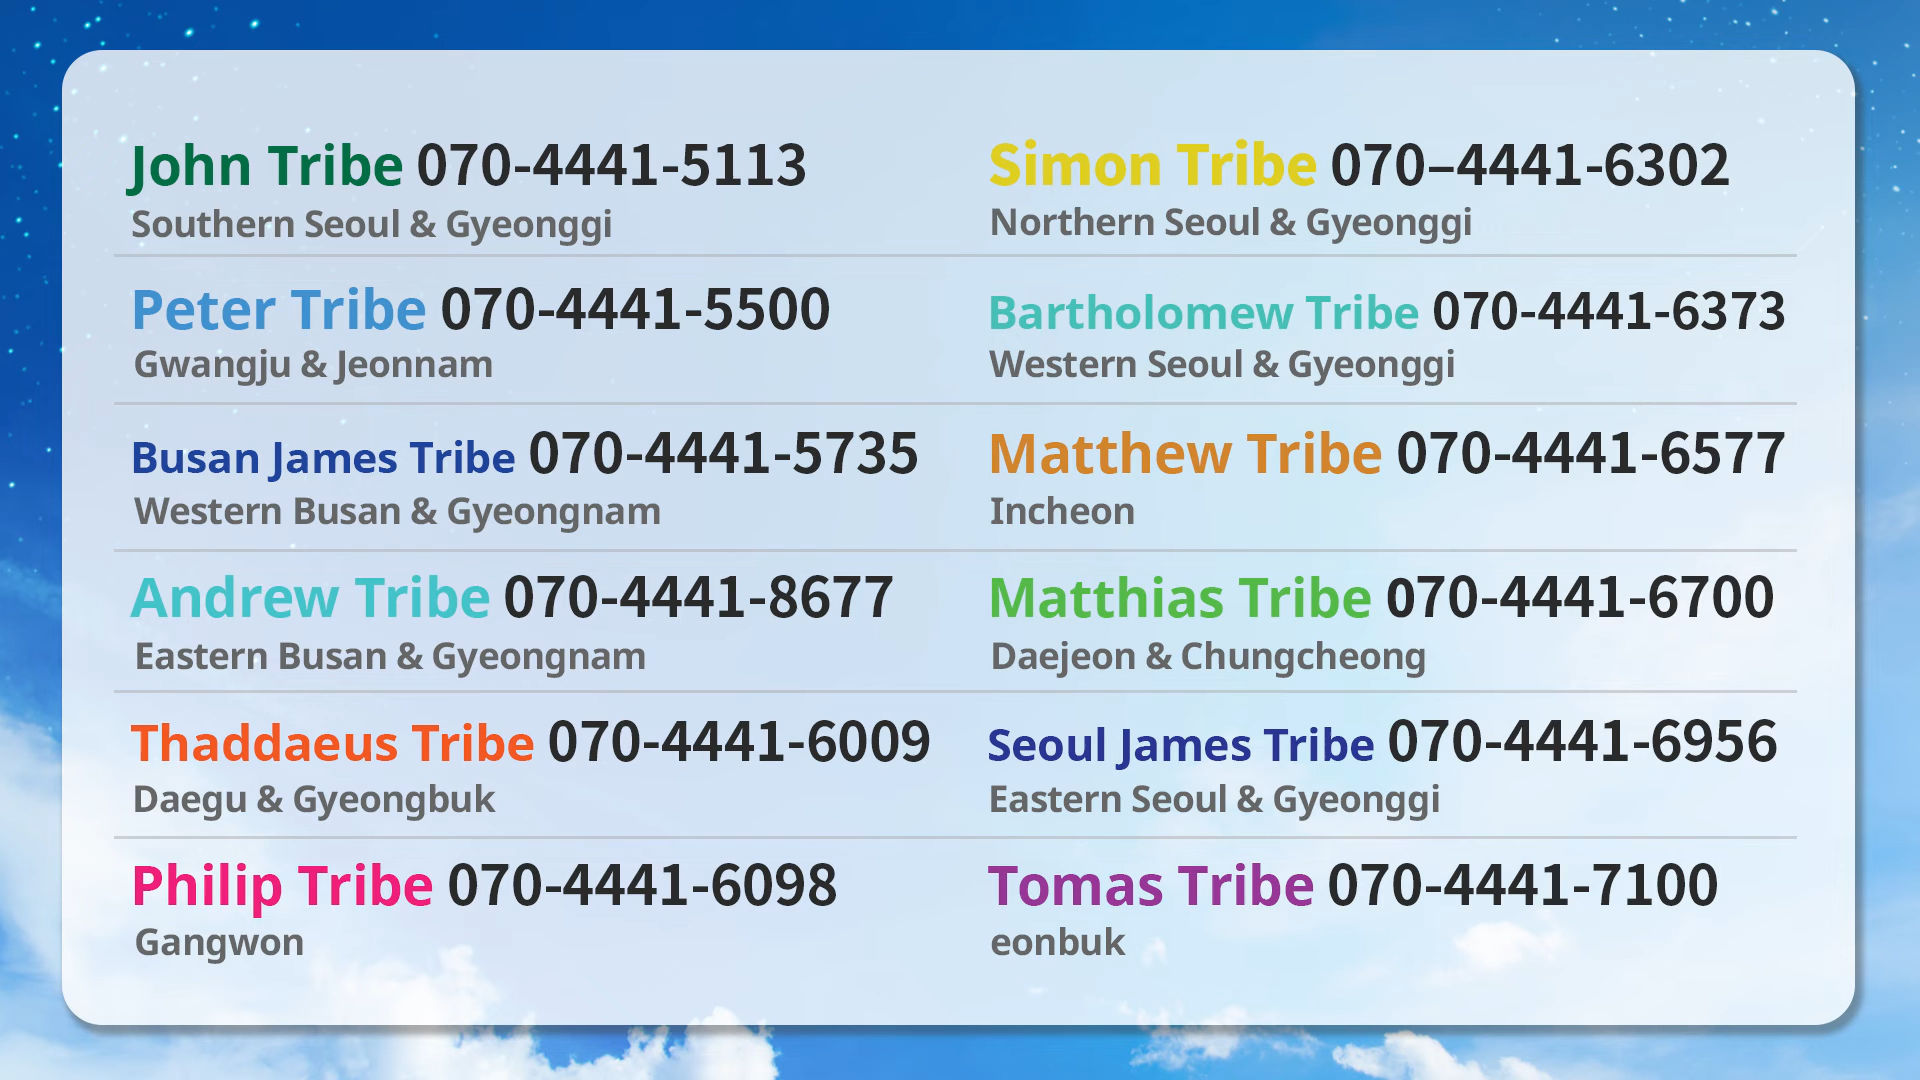 John Tribe 070-4441-5113
Southern Seoul & Gyeonggi
Peter Tribe 070-4441-5500
Gwangju & Jeonnam
Busan James Tribe 070-4441-5735
Western Busan & Gyeongnam
Andrew Tribe 070-4441-8677
Eastern Busan & Gyeongnam
Thaddaeus Tribe 070-4441-6009
Daegu & Gyeongbuk
Philip Tribe 070-4441-6098
Gangwon
Simon Tribe 070–4441-6302
Northern Seoul & Gyeonggi
Bartholomew Tribe 070-4441-6373
Western Seoul & Gyeonggi
Matthew Tribe 070-4441-6577
Incheon
Matthias Tribe 070-4441-6700
Daejeon & Chungcheong
Seoul James Tribe 070-4441-6956
Eastern Seoul & Gyeonggi
Tomas Tribe 070-4441-7100
eonbuk